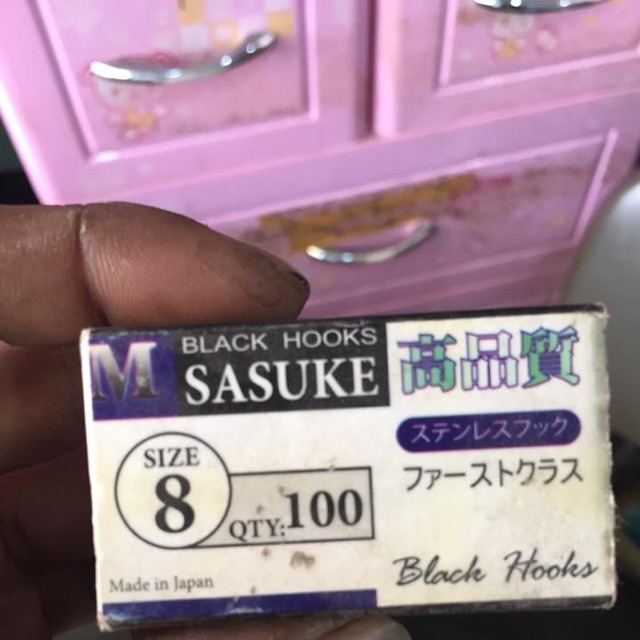 M
BLACK HOOKS
SASUKE
高品質
ステンレスフック
ファーストクラス
SIZE
8
QTY:100
Made in Japan
Black Hooks